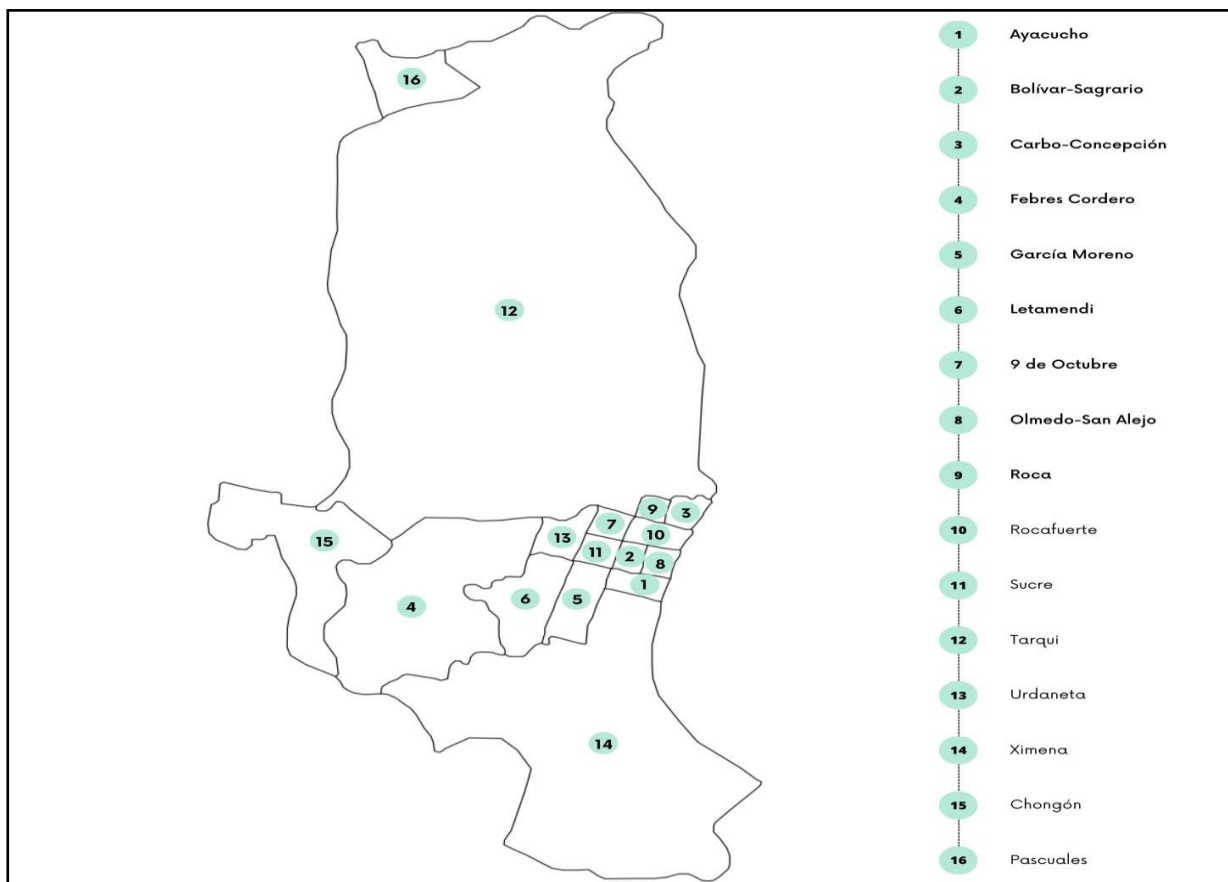 16
12
9
3
7
10
13
11
2
8
15
1
6
5
4
14
1 Ayacucho
2 Bolívar-Sagrario
3 Carbo-Concepción
4 Febres Cordero
5 García Moreno
6 Letamendi
7 9 de Octubre
8 Olmedo-San Alejo
9 Roca
10 Rocafuerte
11 Sucre
12 Tarqui
13 Urdaneta
14 Ximena
15 Chongón
16 Pascuales